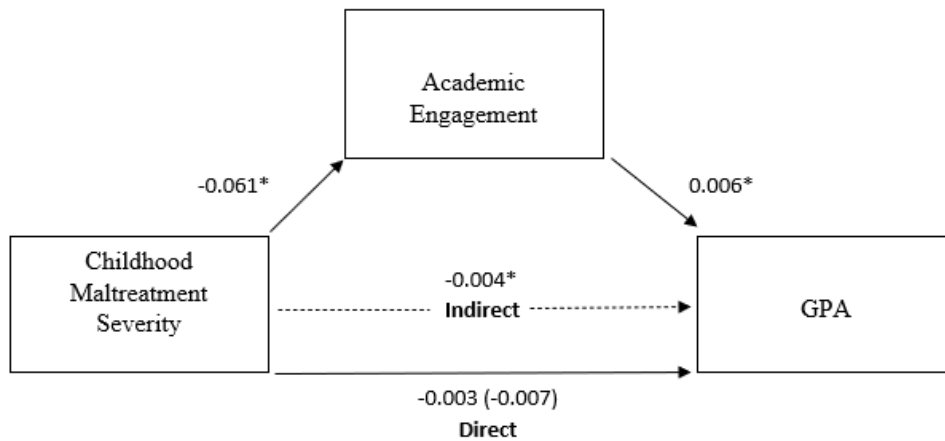 Academic
Engagement
-0.061*
0.006*
Childhood
Maltreatment
Severity
-0.004*
Indirect
GPA
-0.003 (-0.007)
Direct